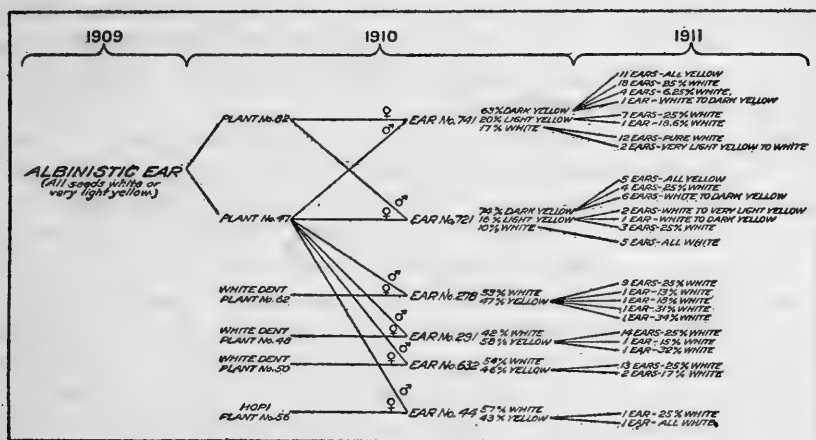 1909
1910
1911
ALBINISTIC EAR
(All seeds white or
very light yellow.)
PLANT No. 82
PLANT No. 47
♀
♂
EAR No. 741
63% DARK YELLOW
20% LIGHT YELLOW
17% WHITE
11 EARS-ALL YELLOW
18 EARS-25% WHITE
4 EARS-6.25% WHITE.
1 EAR-WHITE TO DARK YELLOW
7 EARS-25% WHITE
1 EAR-18.6% WHITE
12 EARS-PURE WHITE
2 EARS-VERY LIGHT YELLOW TO WHITE
♂
♀
EAR No. 721
DARK YELLOW
LIGHT YELLOW
10% WHITE
5 EARS-ALL YELLOW
4 EARS-25% WHITE
6 EARS-WHITE TO DARK YELLOW
2 EARS-WHITE TO VERY LIGHT YELLOW
1 EAR-WHITE TO DARK YELLOW
3 EARS-25% WHITE
5 EARS-ALL WHITE
WHITE DENT
PLANT No. 62
♂
♀
EAR No. 278
53% WHITE
47% YELLOW
9 EARS-25% WHITE
1 EAR-13% WHITE
1 EAR-18% WHITE
1 EAR-31% WHITE
1 EAR-34% WHITE
WHITE DENT
PLANT No. 48
♂
♀
EAR No. 291
42% WHITE
58% YELLOW
14 EARS-25% WHITE
1 EAR-15% WHITE
1 EAR-32% WHITE
WHITE DENT
PLANT No. 50
♂
♀
EAR No. 632
54% WHITE
46% YELLOW
13 EARS-25% WHITE
2 EARS-17% WHITE
HOPI
PLANT No. 56
♂
♀
EAR No. 44
57% WHITE
43% YELLOW
1 EAR-25% WHITE
1 EAR-ALL WHITE